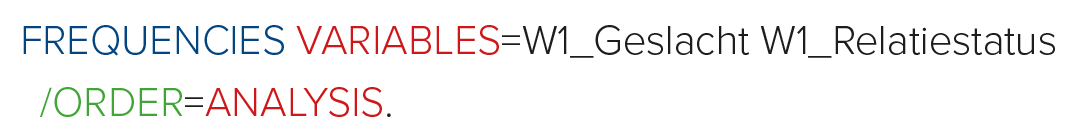 FREQUENCIES VARIABLES=W1_Geslacht W1_Relatiestatus
/ORDER=ANALYSIS.